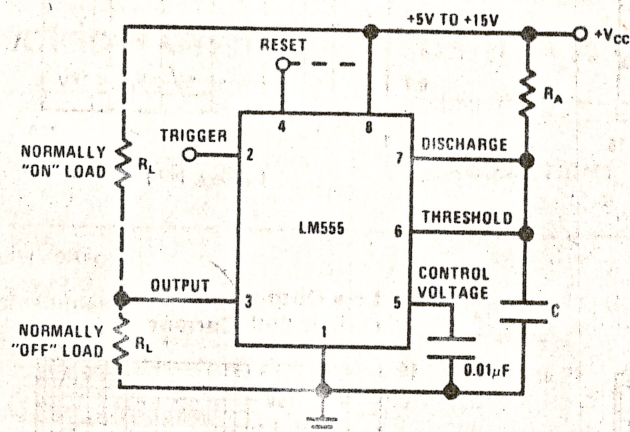 +5V TO +15V
+VCC
RESET
RA
4
8
TRIGGER
2
7
DISCHARGE
NORMALLY
"ON" LOAD
RL
LM555
6
THRESHOLD
OUTPUT
3
CONTROL
VOLTAGE
5
C
1
NORMALLY
"OFF" LOAD
RL
0.01µF